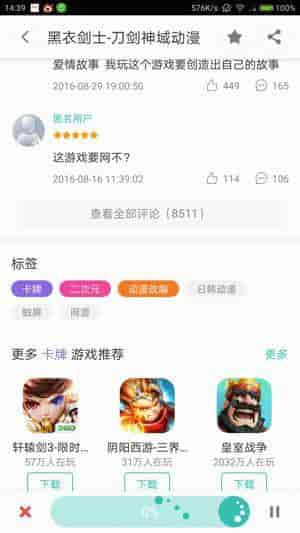 14:39
576K/s
100%
黑衣剑士-刀剑神域动漫
爱情故事 我玩这个游戏要创造出自己的故事
2016-08-29 19:00:50
449
165
匿名用户
这游戏要网不?
2016-08-16 11:39:02
114
106
查看全部评论（8511）
标签
卡牌
二次元
动漫改编
日韩动漫
触屏
网游
更多 卡牌 游戏推荐
更多
轩辕剑3-限时...
阴阳西游-三界...
皇室战争
57万人在玩
31万人在玩
2032万人在玩
下载
下载
下载
0%